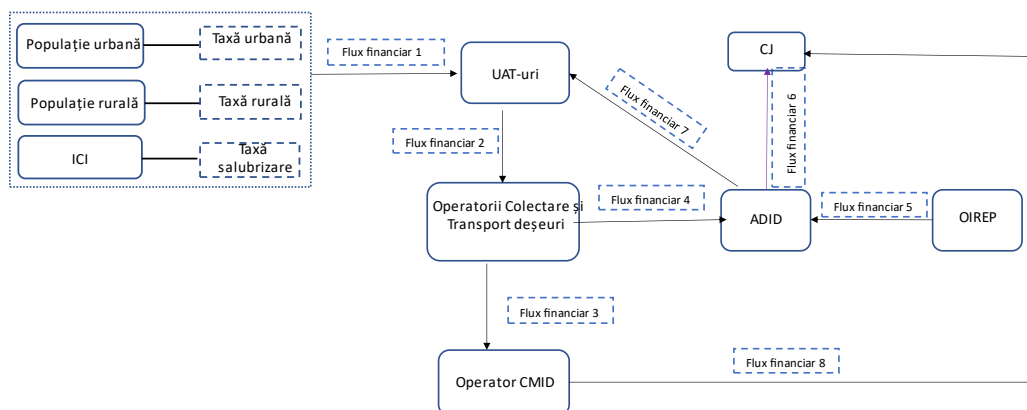 Populație urbană
Taxă urbană
Flux financiar 1
CJ
UAT-uri
Populație rurală
Taxă rurală
Flux financiar 7
Flux financiar 6
Flux financiar 2
ICI
Taxă
salubrizare
Operatorii Colectare și
Transport deșeuri
Flux financiar 4
ADID
Flux financiar 5
OIREP
Flux financiar 3
Operator CMID
Flux financiar 8